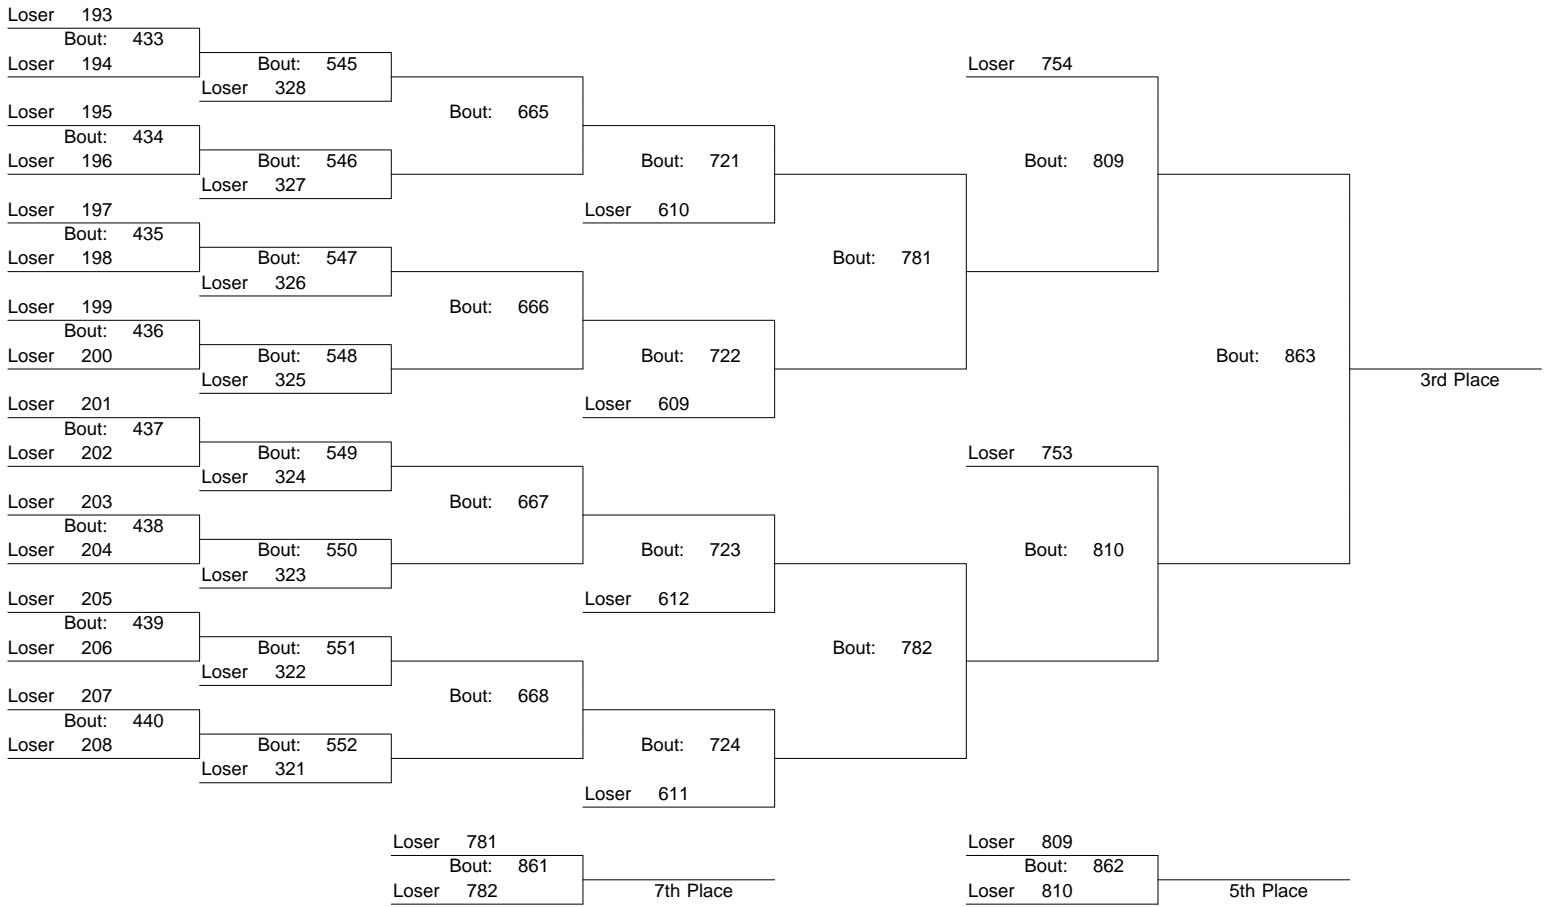 Loser 193
Bout: 433
Loser 194 Bout: 545 Loser 754
Loser 328
Loser 195 Bout: 665
Bout: 434
Loser 196 Bout: 546 Bout: 721 Bout: 809
Loser 327
Loser 197 Loser 610
Bout: 435
Loser 198 Bout: 547 Bout: 781
Loser 326
Loser 199 Bout: 666
Bout: 436
Loser 200 Bout: 548 Bout: 722 Bout: 863
Loser 325 3rd Place
Loser 201 Loser 609
Bout: 437
Loser 202 Bout: 549 Loser 753
Loser 324
Loser 203 Bout: 667
Bout: 438
Loser 204 Bout: 550 Bout: 723 Bout: 810
Loser 323
Loser 205 Loser 612
Bout: 439
Loser 206 Bout: 551 Bout: 782
Loser 322
Loser 207 Bout: 668
Bout: 440
Loser 208 Bout: 552 Bout: 724
Loser 321
Loser 611
Loser 781 Loser 809
Bout: 861 Bout: 862
Loser 782 7th Place Loser 810 5th Place